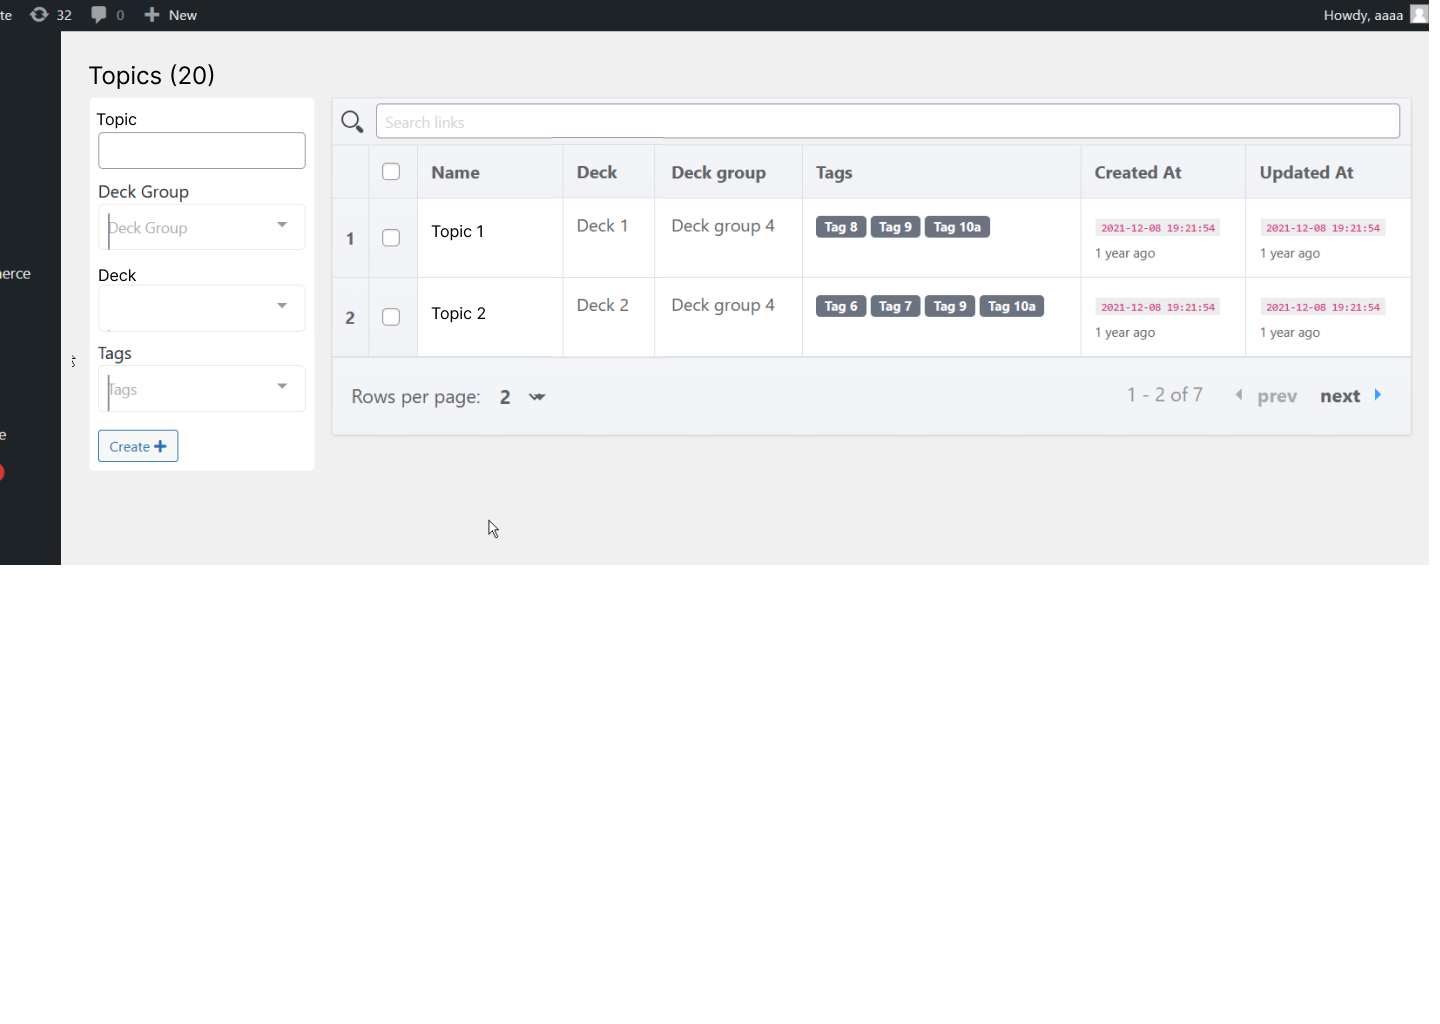 te 32 0 New Howdy, aaaa
Topics (20)
Topic
Deck Group
Deck Group
Deck
Tags
Tags
Create
erce
e
Search links
Name Deck Deck group Tags Created At Updated At
1 Topic 1 Deck 1 Deck group 4 Tag 8 Tag 9 Tag 10a 2021-12-08 19:21:54 2021-12-08 19:21:54
1 year ago 1 year ago
2 Topic 2 Deck 2 Deck group 4 Tag 6 Tag 7 Tag 9 Tag 10a 2021-12-08 19:21:54 2021-12-08 19:21:54
1 year ago 1 year ago
Rows per page: 2 1 - 2 of 7 prev next